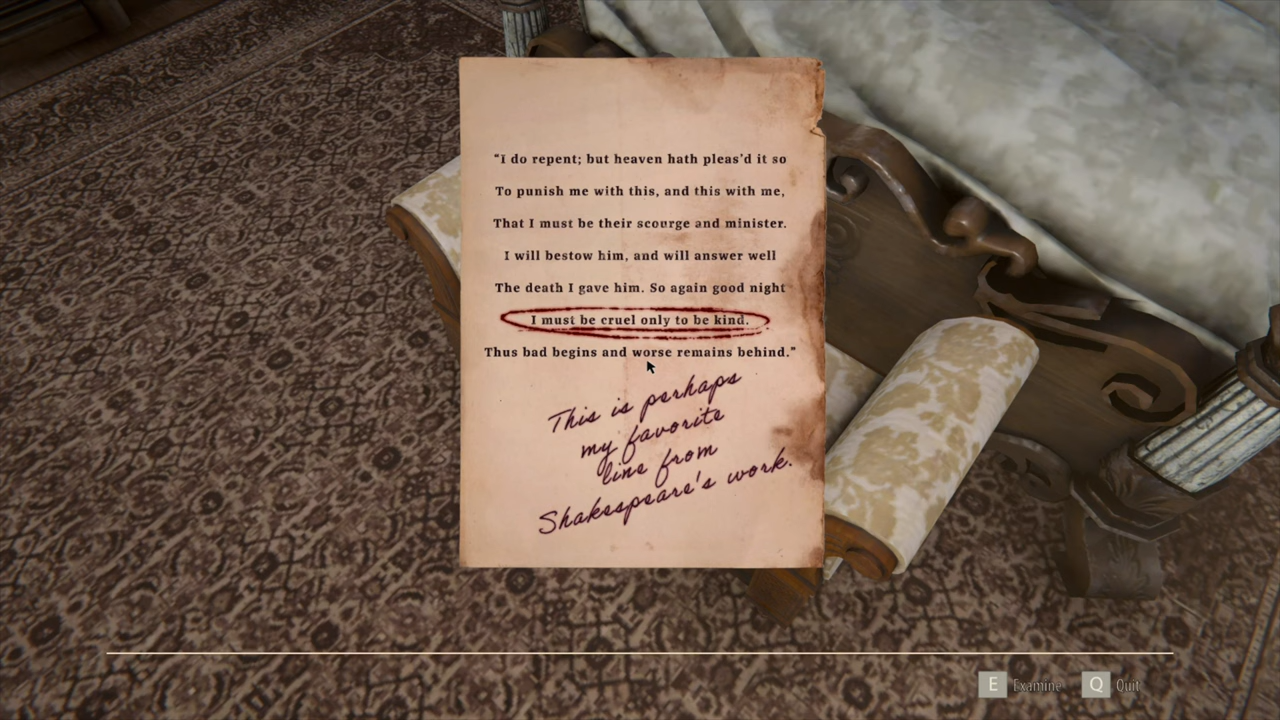 "I do repent; but heaven hath pleas'd it so
To punish me with this, and this with me,
That I must be their scourge and minister.
I will bestow him, and will answer well
The death I gave him. So again good night
I must be cruel only to be kind.
Thus bad begins and worse remains behind."
This is perhaps
my favorite
line from
Shakespeare's work.
E Examine Q Quit